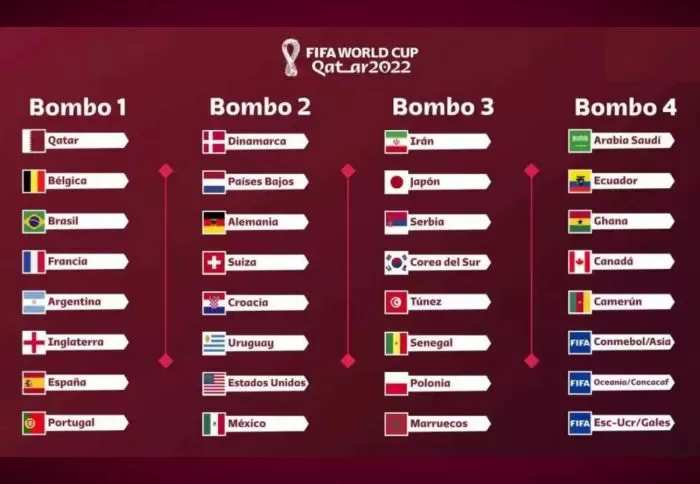 FIFA WORLD CUP
Qatar2022
Bombo 1
Qatar
Bélgica
Brasil
Francia
Argentina
Inglaterra
España
Portugal
Bombo 2
Dinamarca
Países Bajos
Alemania
Suiza
Croacia
Uruguay
Estados Unidos
México
Bombo 3
Irán
Japón
Serbia
Corea del Sur
Túnez
Senegal
Polonia
Marruecos
Bombo 4
Arabia Saudí
Ecuador
Ghana
Canadá
Camerún
FIFA Conmebol/Asia
FIFA Oceanía/Concacaf
FIFA Esc-Ucr/Gales